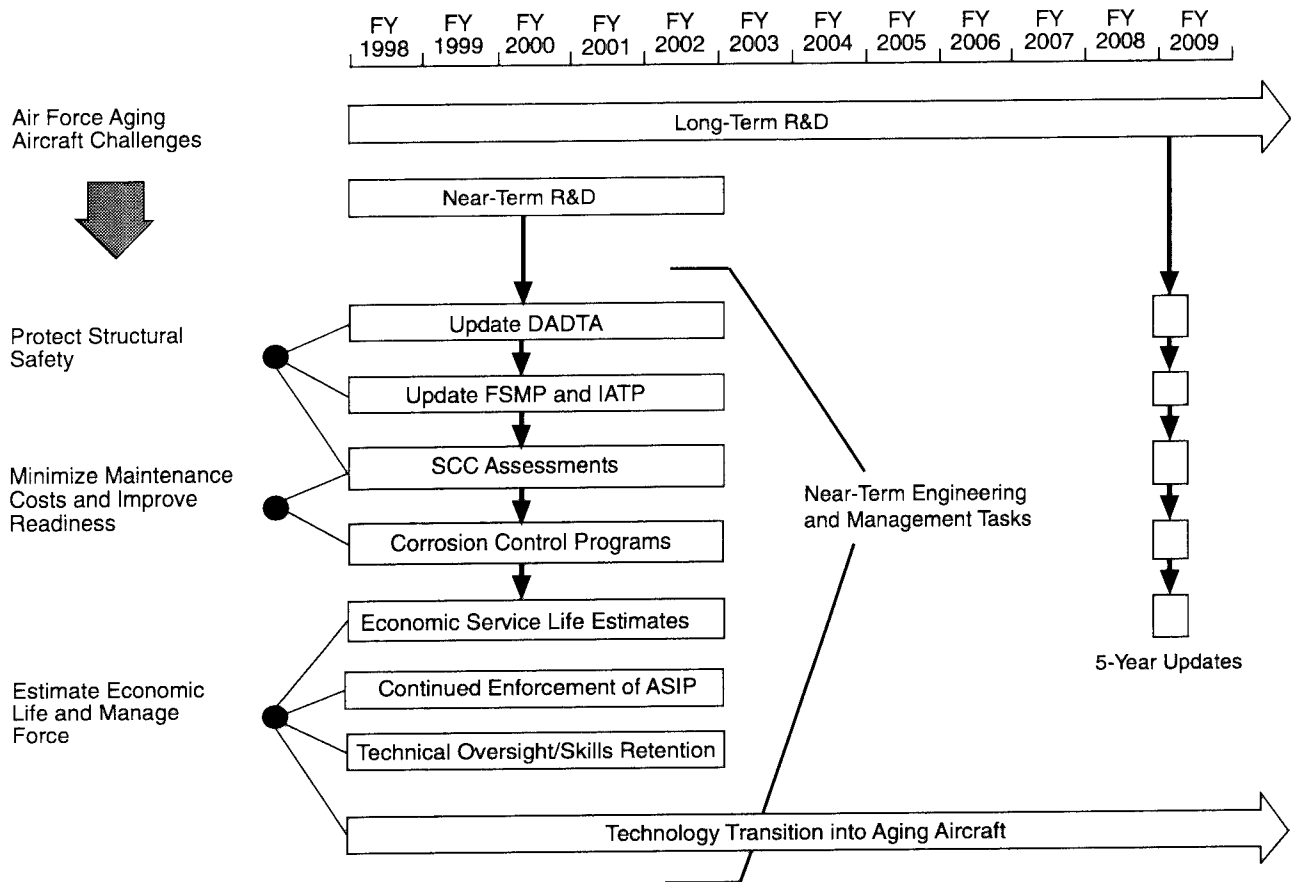 FY 1998
FY 1999
FY 2000
FY 2001
FY 2002
FY 2003
FY 2004
FY 2005
FY 2006
FY 2007
FY 2008
FY 2009
Air Force Aging
Aircraft Challenges
Long-Term R&D
Near-Term R&D
Protect Structural
Safety
Update DADTA
Update FSMP and IATP
Minimize Maintenance
Costs and Improve
Readiness
SCC Assessments
Corrosion Control Programs
Near-Term Engineering
and Management Tasks
Economic Service Life Estimates
5-Year Updates
Estimate Economic
Life and Manage
Force
Continued Enforcement of ASIP
Technical Oversight/Skills Retention
Technology Transition into Aging Aircraft